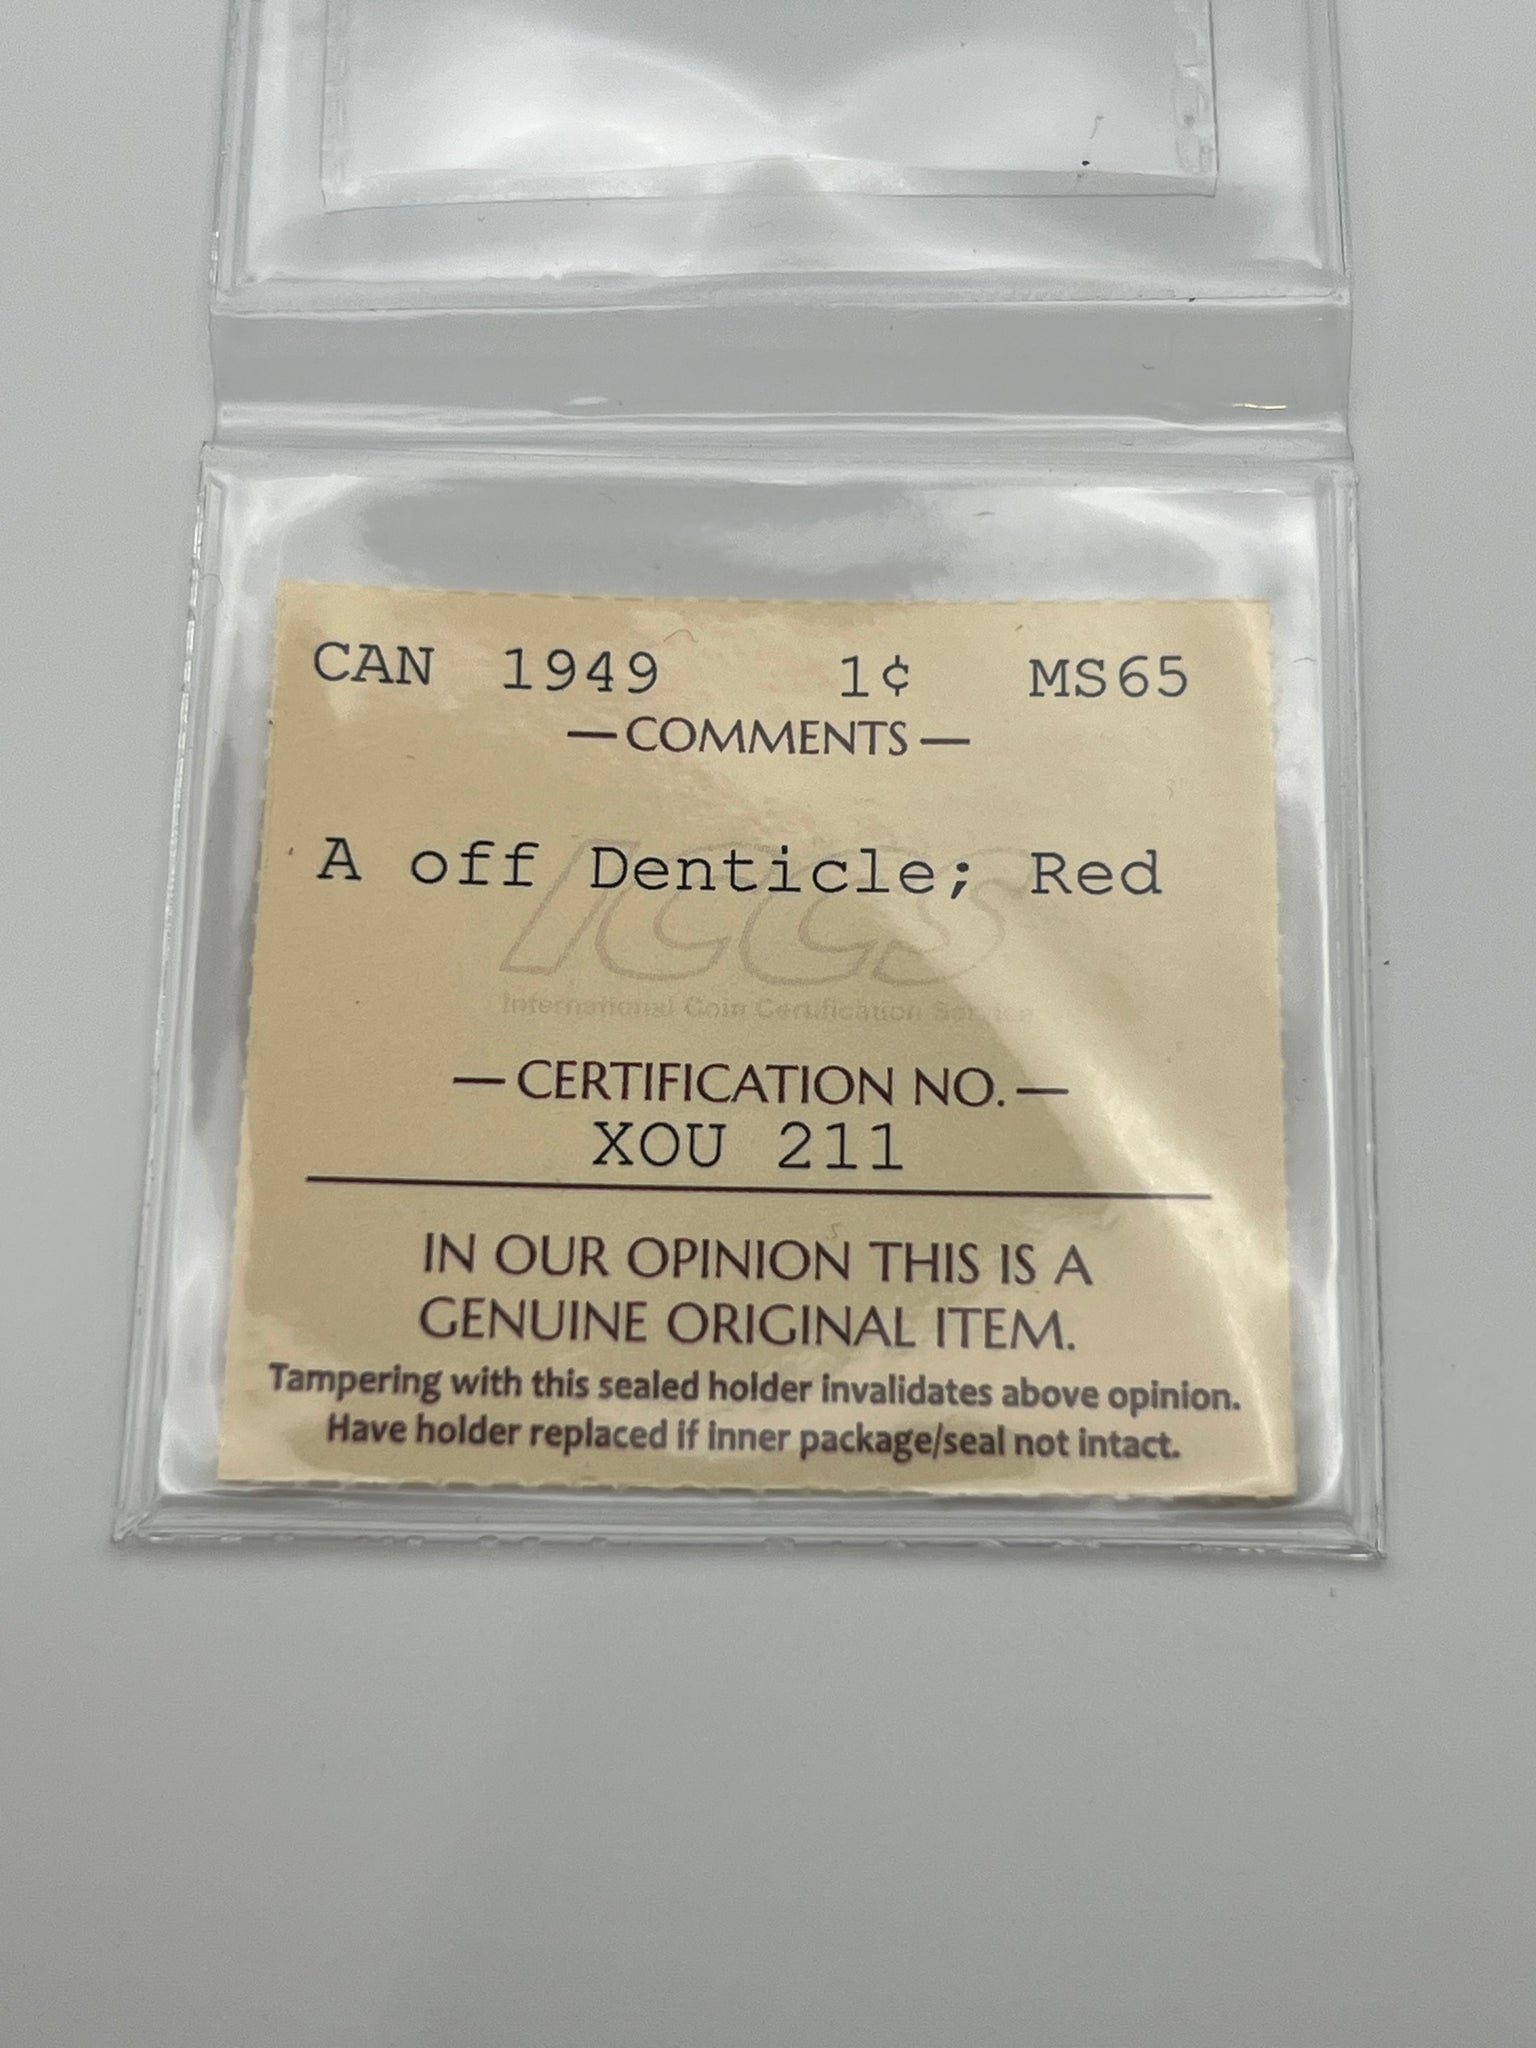 CAN 1949 1¢ MS65
—COMMENTS—
A off Denticle; Red
ICCS
International Coin Certification Service
—CERTIFICATION NO.—
XOU 211
IN OUR OPINION THIS IS A
GENUINE ORIGINAL ITEM.
Tampering with this sealed holder invalidates above opinion.
Have holder replaced if inner package/seal not intact.